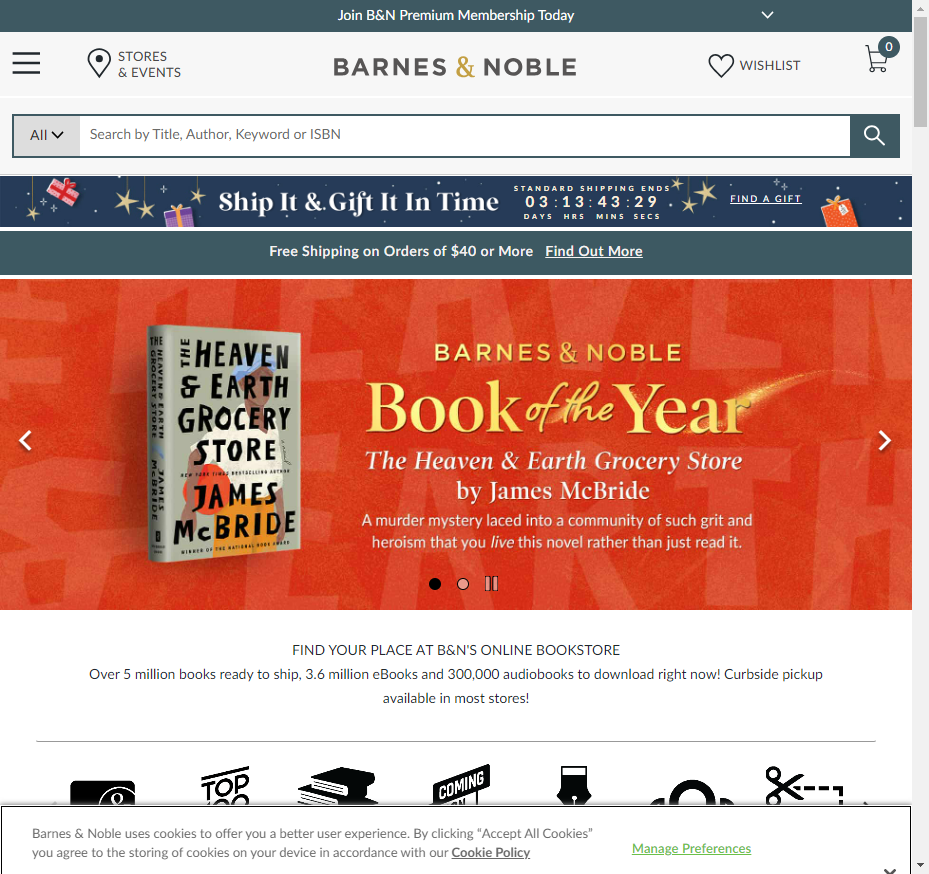 Join B&N Premium Membership Today
STORES
& EVENTS
BARNES & NOBLE
WISHLIST
0
All
Search by Title, Author, Keyword or ISBN
Ship It & Gift It In Time
STANDARD SHIPPING ENDS
03:13:43:29
DAYS HRS MINS SECS
FIND A GIFT
Free Shipping on Orders of $40 or More Find Out More
THE HEAVEN & EARTH GROCERY STORE
JAMES McBRIDE
THE HEAVEN
& EARTH
GROCERY
STORE
a novel
NEW YORK TIMES BESTSELLING AUTHOR
JAMES
McBRIDE
WINNER OF THE NATIONAL BOOK AWARD
BARNES & NOBLE
Book of the Year
The Heaven & Earth Grocery Store
by James McBride
A murder mystery laced into a community of such grit and
heroism that you live this novel rather than just read it.
FIND YOUR PLACE AT B&N'S ONLINE BOOKSTORE
Over 5 million books ready to ship, 3.6 million eBooks and 300,000 audiobooks to download right now! Curbside pickup
available in most stores!
TOP
COMING
Barnes & Noble uses cookies to offer you a better user experience. By clicking “Accept All Cookies”
you agree to the storing of cookies on your device in accordance with our Cookie Policy
Manage Preferences